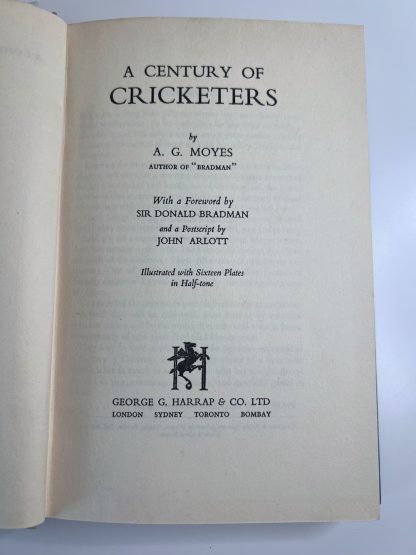 A CENTURY OF
CRICKETERS
by
A. G. MOYES
AUTHOR OF "BRADMAN"
With a Foreword by
SIR DONALD BRADMAN
and a Postscript by
JOHN ARLOTT
Illustrated with Sixteen Plates
in Half-tone
H
GEORGE G. HARRAP & CO. LTD
LONDON SYDNEY TORONTO BOMBAY